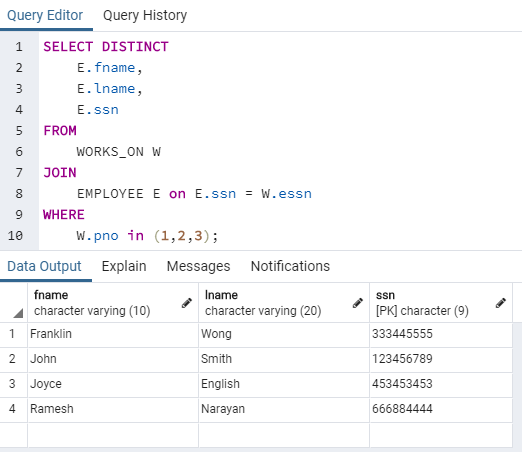 Query Editor Query History
1 SELECT DISTINCT
2 E.fname,
3 E.lname,
4 E.ssn
5 FROM
6 WORKS_ON W
7 JOIN
8 EMPLOYEE E on E.ssn = W.essn
9 WHERE
10 W.pno in (1,2,3);
Data Output Explain Messages Notifications
fname lname ssn
character varying (10) character varying (20) [PK] character (9)
1 Franklin Wong 333445555
2 John Smith 123456789
3 Joyce English 453453453
4 Ramesh Narayan 666884444